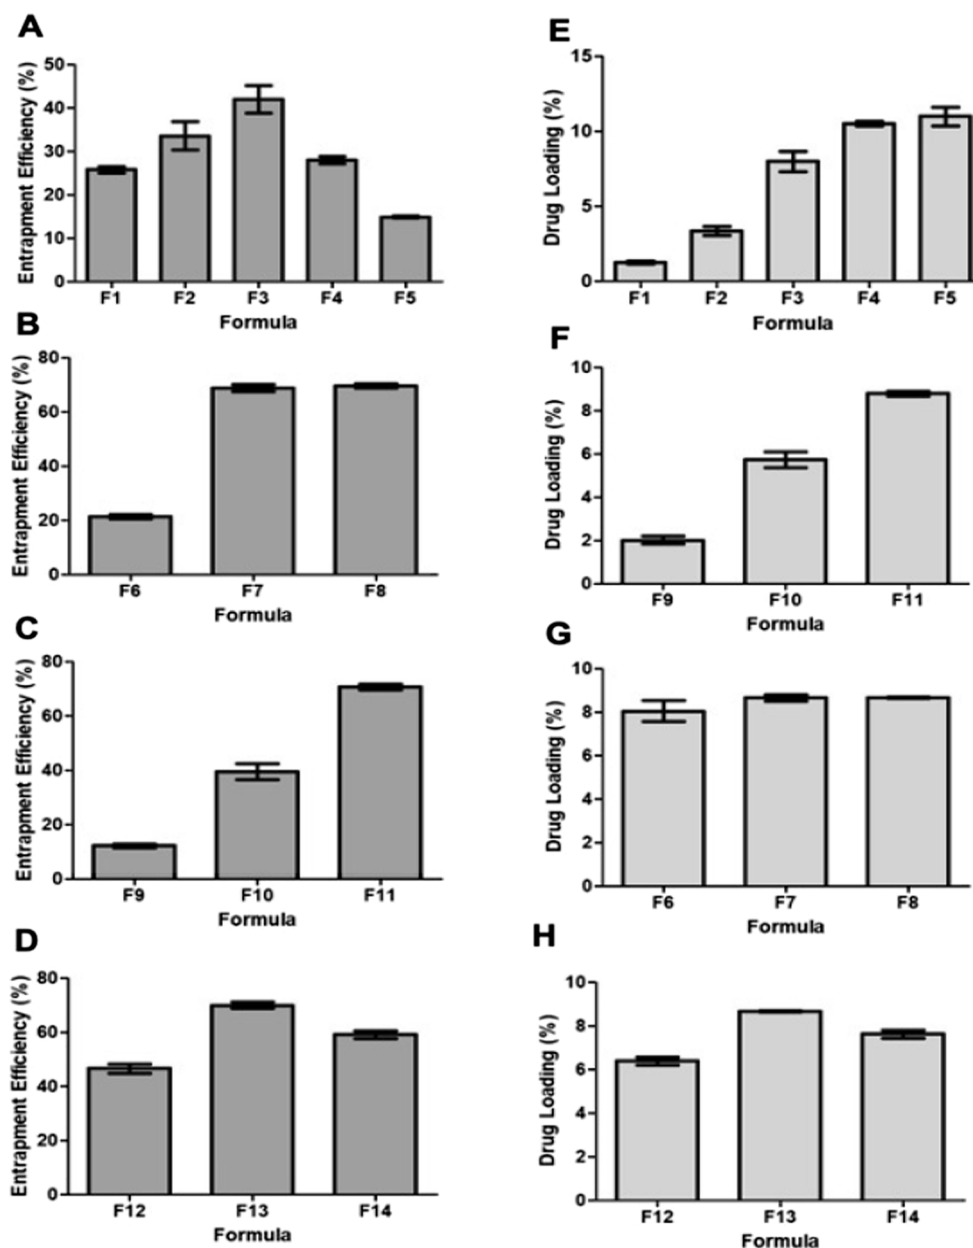 A
Entrapment Efficiency (%)
50
40
30
20
10
0
F1 F2 F3 F4 F5
Formula
B
Entrapment Efficiency (%)
80
60
40
20
0
F6 F7 F8
Formula
C
Entrapment Efficiency (%)
80
60
40
20
0
F9 F10 F11
Formula
D
Entrapment Efficiency (%)
80
60
40
20
0
F12 F13 F14
Formula
E
Drug Loading (%)
15
10
5
0
F1 F2 F3 F4 F5
Formula
F
Drug Loading (%)
10
8
6
4
2
0
F9 F10 F11
Formula
G
Drug Loading (%)
10
8
6
4
2
0
F6 F7 F8
Formula
H
Drug Loading (%)
10
8
6
4
2
0
F12 F13 F14
Formula